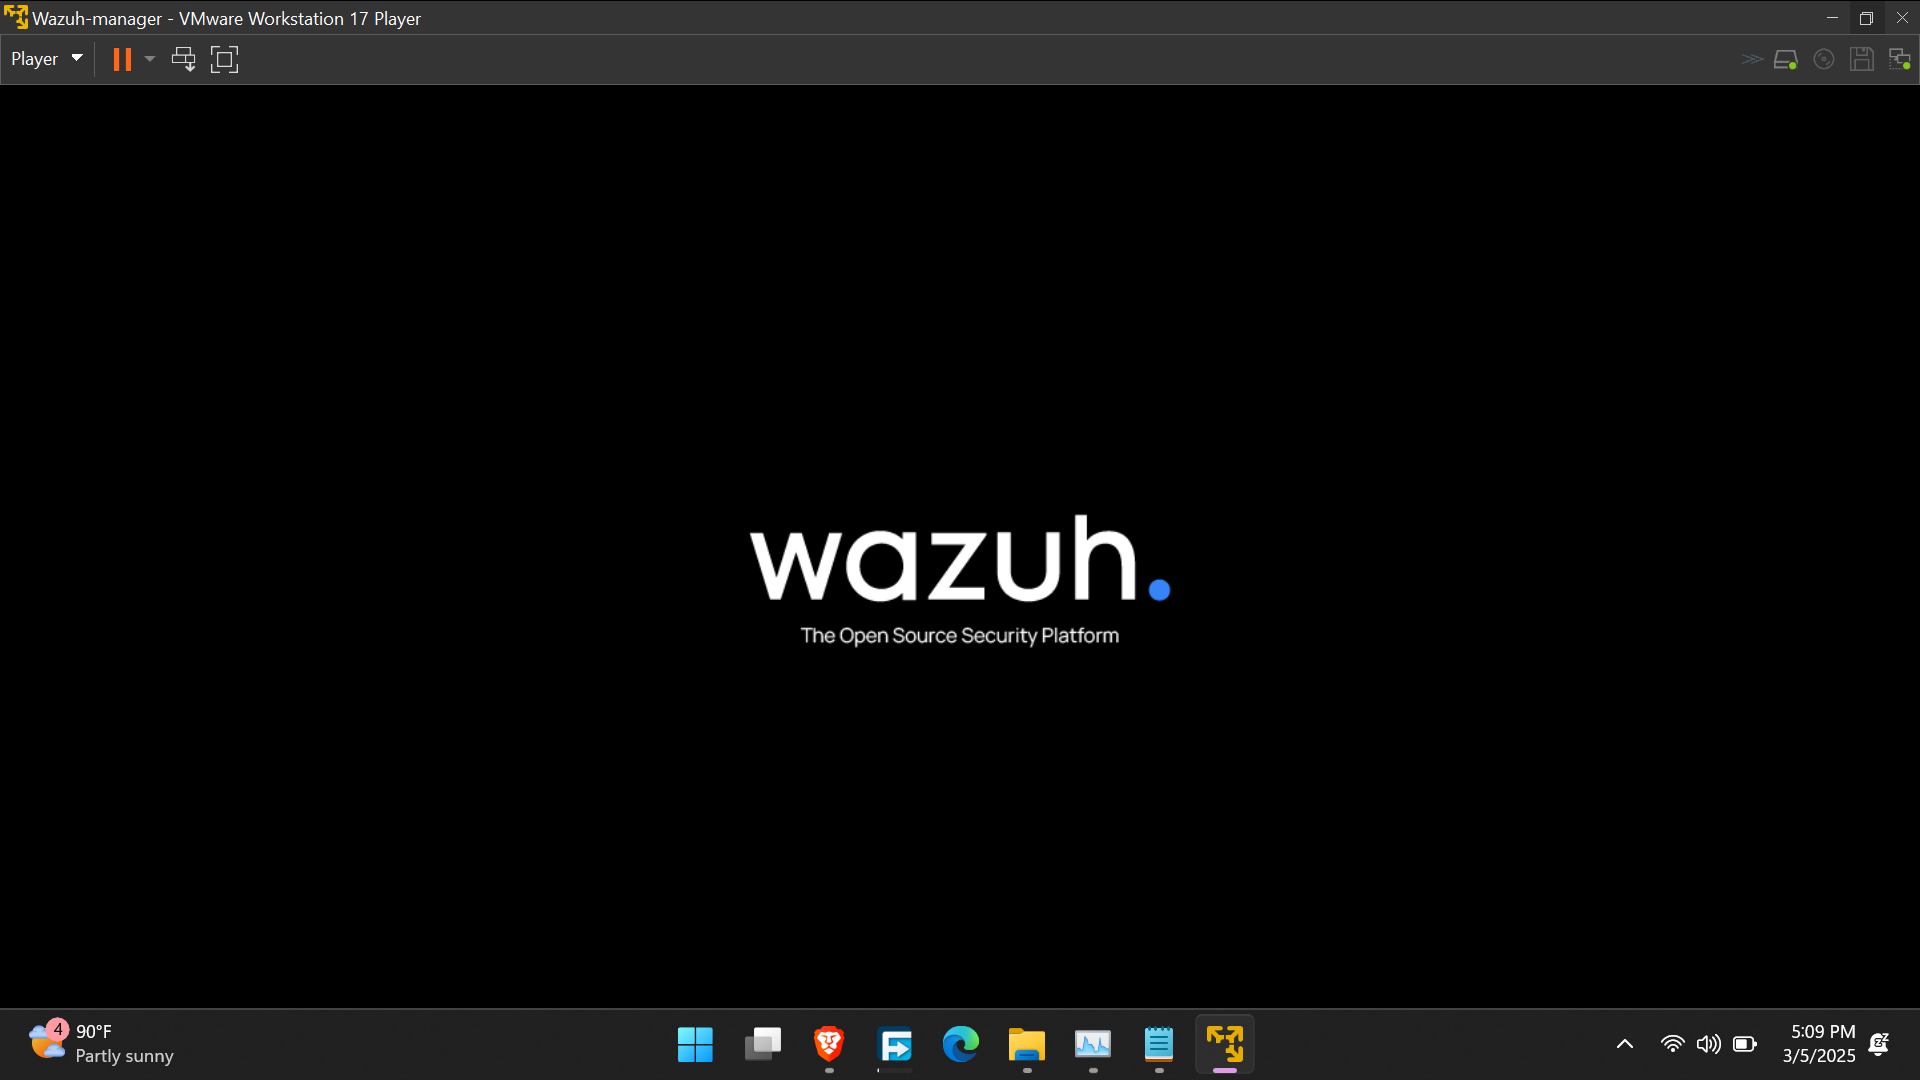 Wazuh-manager - VMware Workstation 17 Player
Player
wazuh.
The Open Source Security Platform
4
90°F
Partly sunny
5:09 PM
3/5/2025